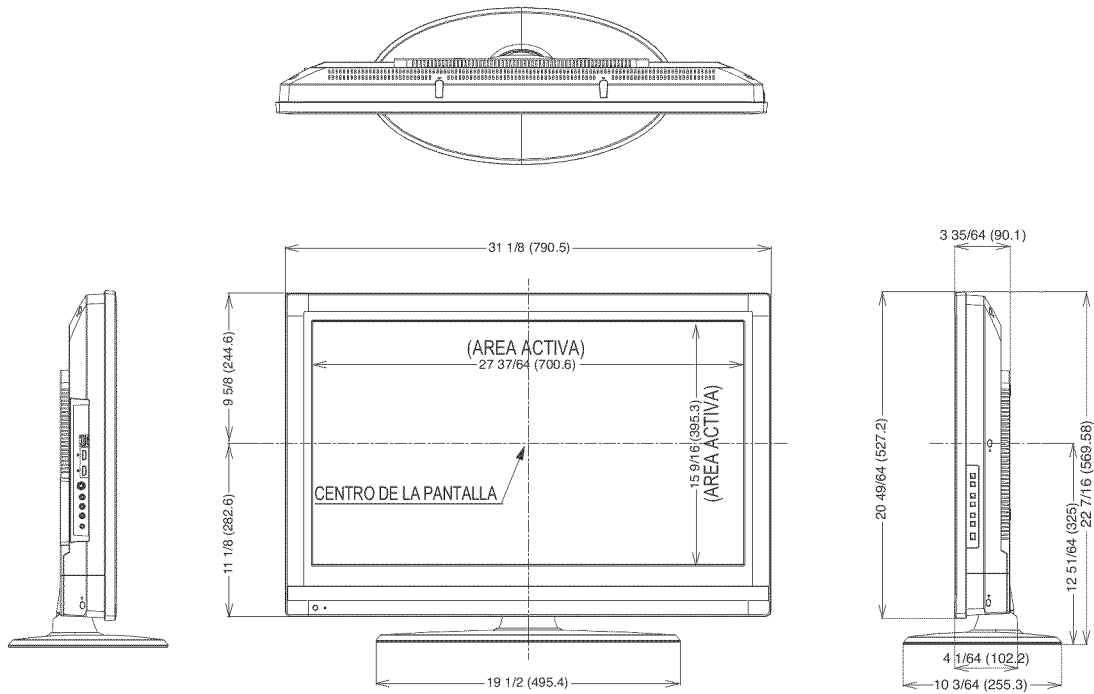 31 1/8 (790.5)
3 35/64 (90.1)
(AREA ACTIVA)
27 37/64 (700.6)
9 5/8 (244.6)
15 9/16 (395.3)
(AREA ACTIVA)
CENTRO DE LA PANTALLA
11 1/8 (282.6)
20 49/64 (527.2)
12 51/64 (325)
22 7/16 (569.58)
4 1/64 (102.2)
19 1/2 (495.4)
10 3/64 (255.3)